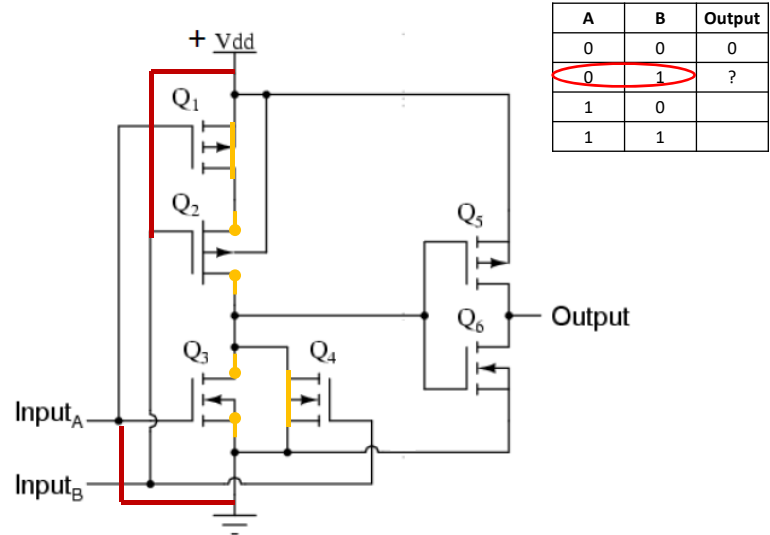 + Vdd
Q1
Q2
Q3
Q4
Q5
Q6
InputA
InputB
Output
A B Output
0 0 0
0 1 ?
1 0
1 1